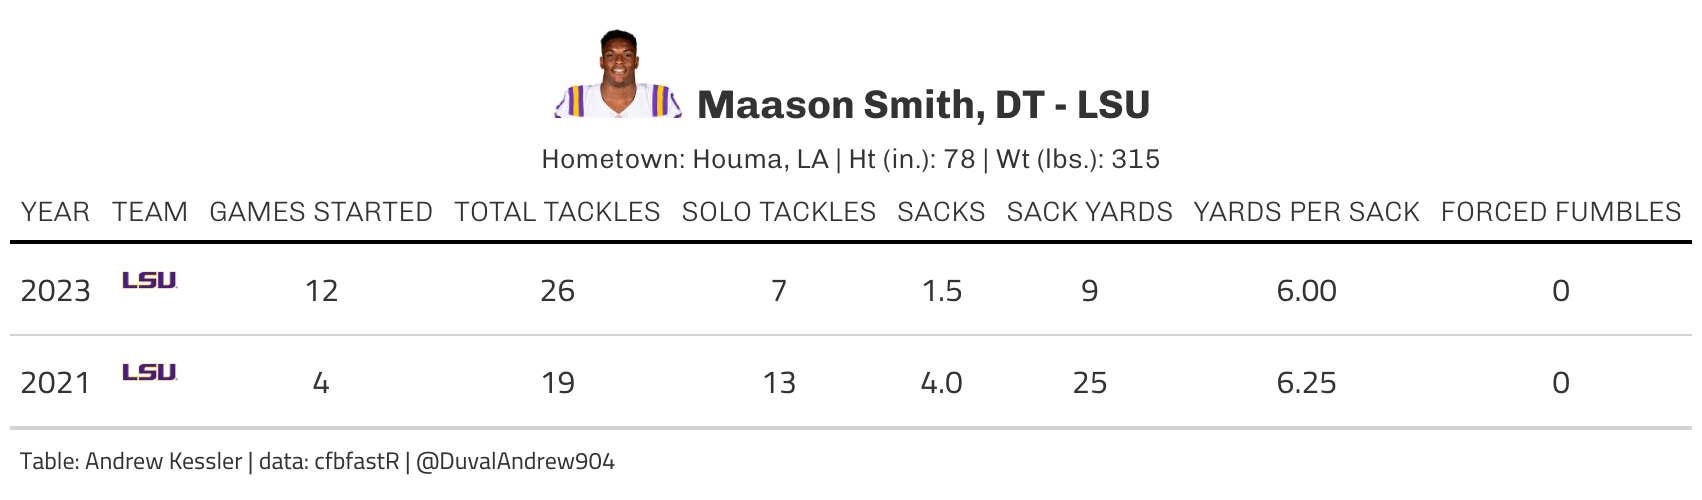 Maason Smith, DT - LSU
Hometown: Houma, LA | Ht (in.): 78 | Wt (lbs.): 315
YEAR TEAM GAMES STARTED TOTAL TACKLES SOLO TACKLES SACKS SACK YARDS YARDS PER SACK FORCED FUMBLES
2023 LSU 12 26 7 1.5 9 6.00 0
2021 LSU 4 19 13 4.0 25 6.25 0
Table: Andrew Kessler | data: cfbfastR | @DuvalAndrew904